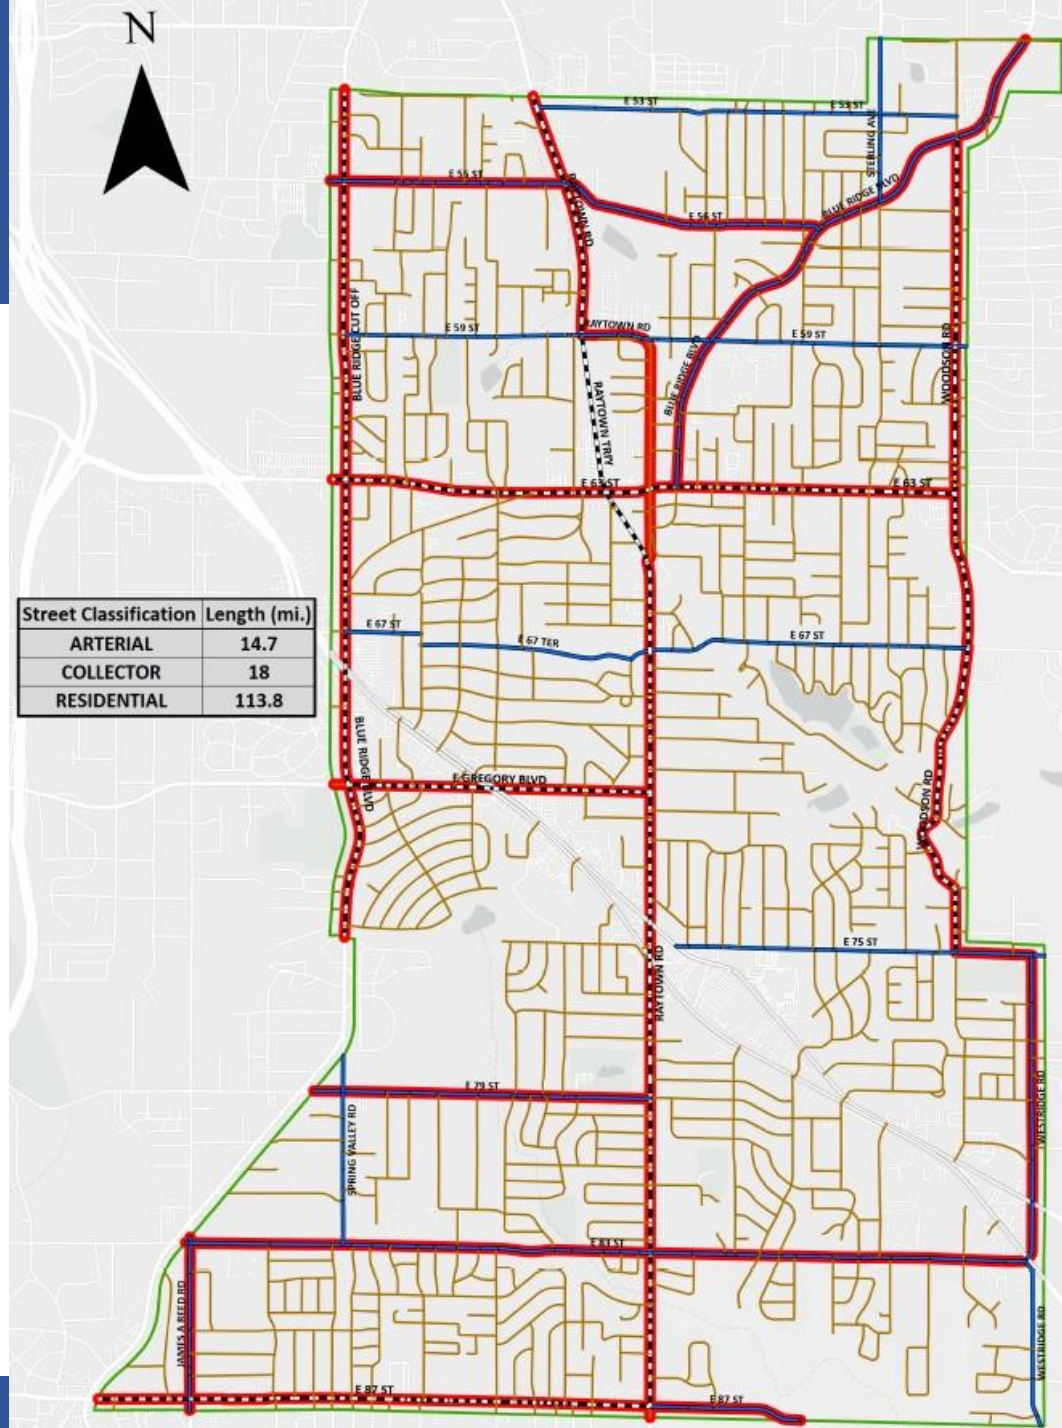 N
E 53 ST
E 53 ST
STERLING AVE
E 55 ST
RAYTOWN RD
BLUE RIDGE BLVD
E 56 ST
BLUE RIDGE CUT OFF
E 59 ST
RAYTOWN RD
E 59 ST
WOODSON RD
BLUE RIDGE BLVD
RAYTOWN TRFY
E 63 ST
E 63 ST
Street Classification Length (mi.)
ARTERIAL 14.7
COLLECTOR 18
RESIDENTIAL 113.8
E 67 ST
E 67 TER
E 67 ST
BLUE RIDGE BLVD
E GREGORY BLVD
WOODSON RD
E 75 ST
RAYTOWN RD
E 79 ST
WESTRIDGE RD
SPRING VALLEY RD
E 83 ST
JAMES A REED RD
WESTRIDGE RD
E 87 ST
E 87 ST